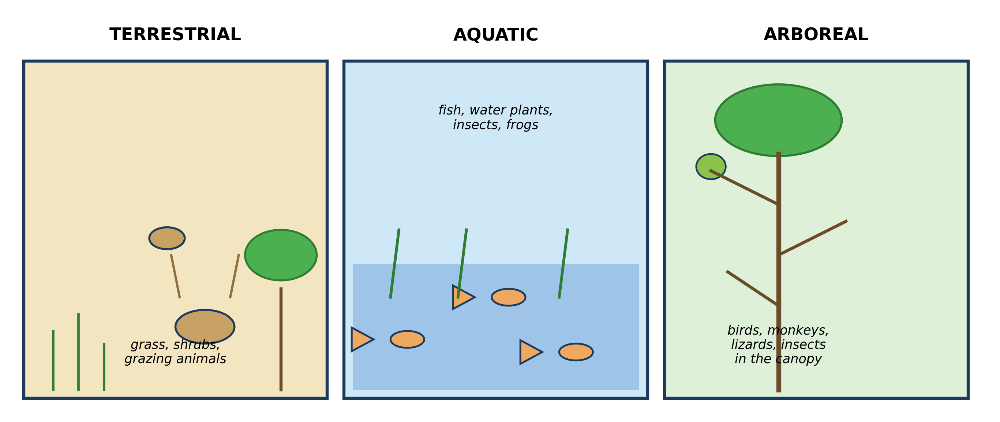 TERRESTRIAL
AQUATIC
ARBOREAL
grass, shrubs,
grazing animals
fish, water plants,
insects, frogs
birds, monkeys,
lizards, insects
in the canopy